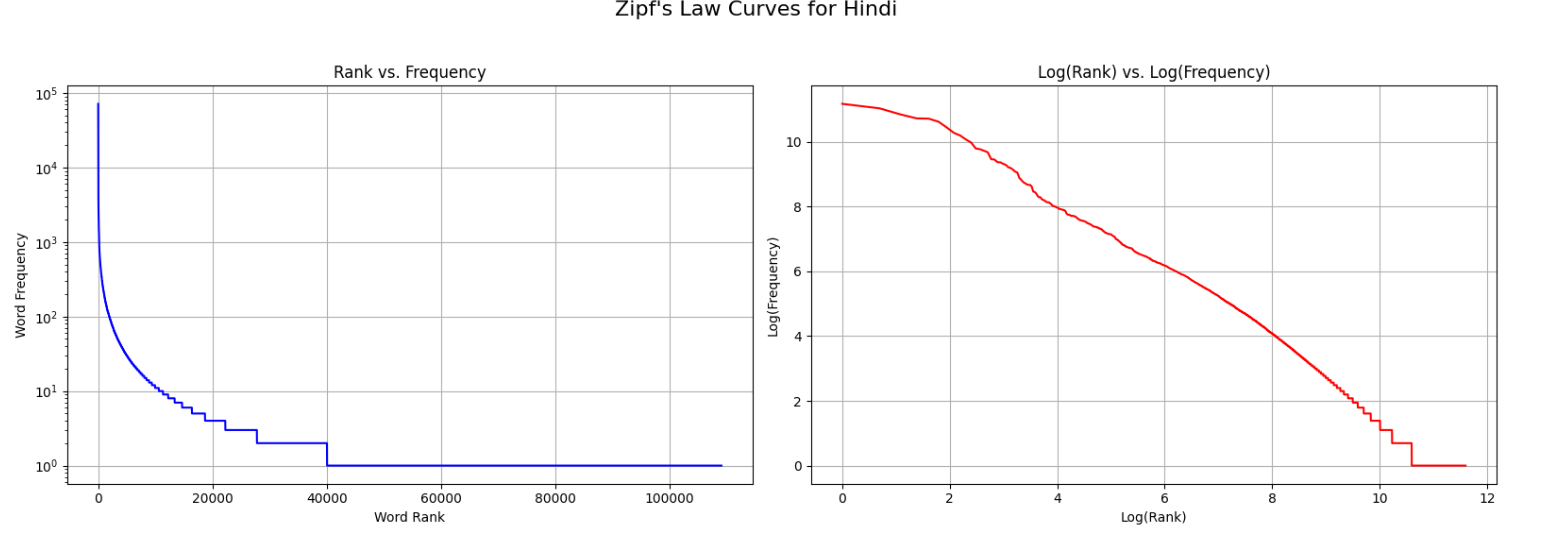 Zipf's Law Curves for Hindi
Rank vs. Frequency
10⁵
10⁴
10³
10²
10¹
10⁰
Word Frequency
0 20000 40000 60000 80000 100000
Word Rank
Log(Rank) vs. Log(Frequency)
10
8
6
4
2
0
Log(Frequency)
0 2 4 6 8 10 12
Log(Rank)